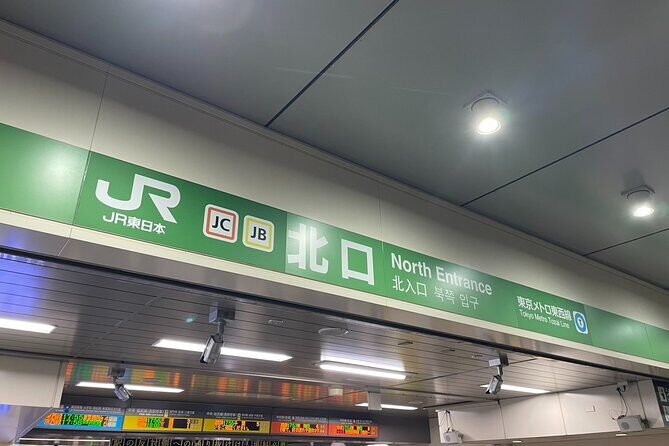 JR
JR東日本
JC
JB
北口
North Entrance
北入口 북쪽 입구
東京メトロ東西線
Tokyo Metro Tozai Line